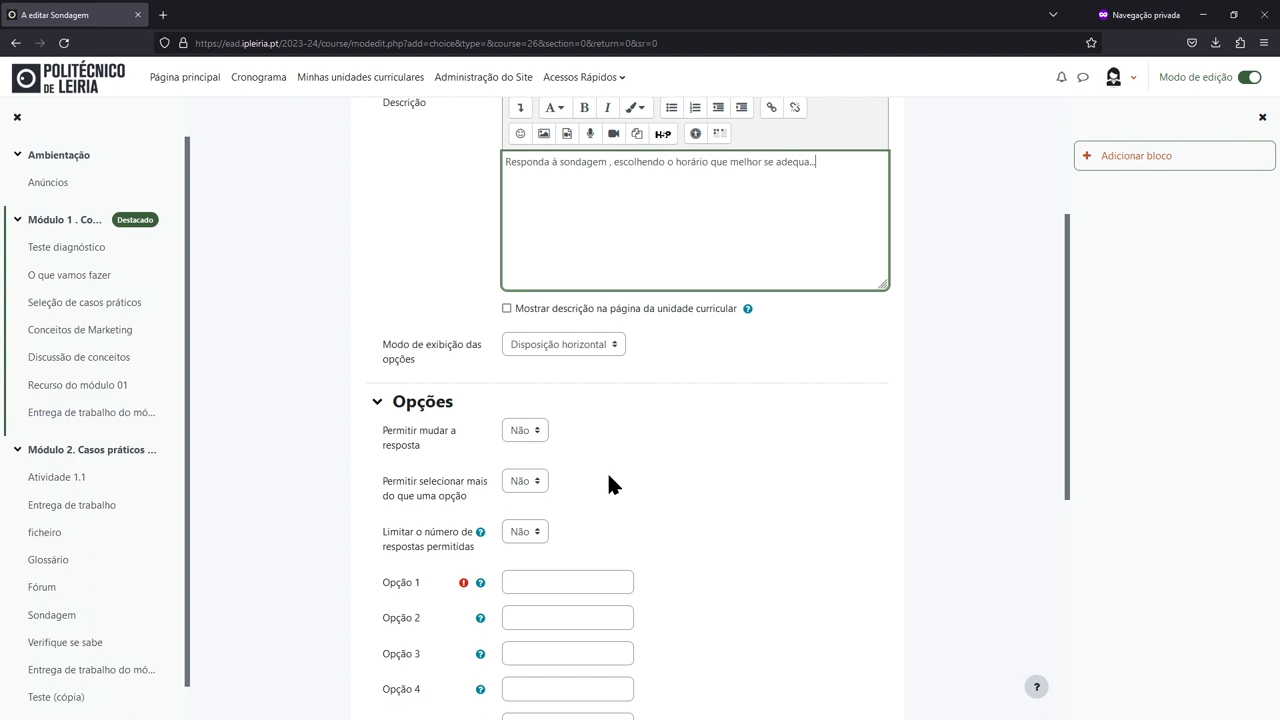 A editar Sondagem
Navegação privada
https://ead.ipleiria.pt/2023-24/course/modedit.php?add=choice&type=&course=26&section=0&return=0&sr=0
POLITÉCNICO
DE LEIRIA
Página principal Cronograma Minhas unidades curriculares Administração do Site Acessos Rápidos
Modo de edição
Ambientação
Anúncios
Módulo 1 . Co... Destacado
Teste diagnóstico
O que vamos fazer
Seleção de casos práticos
Conceitos de Marketing
Discussão de conceitos
Recurso do módulo 01
Entrega de trabalho do mó...
Módulo 2. Casos práticos ...
Atividade 1.1
Entrega de trabalho
ficheiro
Glossário
Fórum
Sondagem
Verifique se sabe
Entrega de trabalho do mó...
Teste (cópia)
Descrição
A B I
H-P
Responda à sondagem , escolhendo o horário que melhor se adequa...
Mostrar descrição na página da unidade curricular ?
Modo de exibição das
opções
Disposição horizontal
Opções
Permitir mudar a
resposta
Não
Permitir selecionar mais
do que uma opção
Não
Limitar o número de ?
respostas permitidas
Não
Opção 1 ! ?
Opção 2 ?
Opção 3 ?
Opção 4 ?
+ Adicionar bloco
?